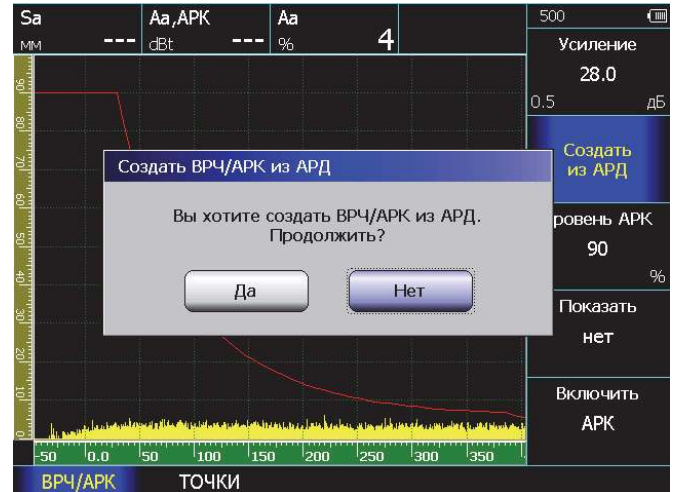 Sa
мм ---
Aa,АРК
dBt ---
Aa
% 4
500
Усиление
28.0
0.5 дБ
Создать
из АРД
ровень АРК
90
%
Показать
нет
Включить
АРК
Создать ВРЧ/АРК из АРД
Вы хотите создать ВРЧ/АРК из АРД.
Продолжить?
Да
Нет
90
80
70
60
50
40
30
20
10
0
-50 0.0 50 100 150 200 250 300 350
ВРЧ/АРК ТОЧКИ